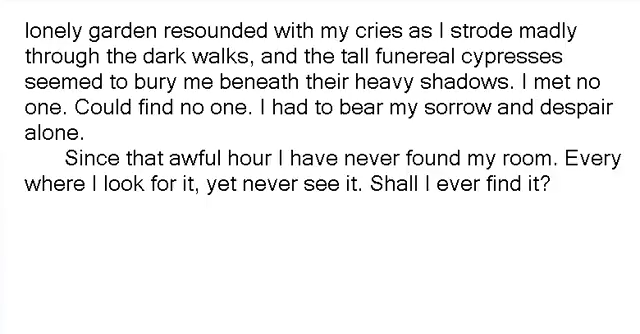 lonely garden resounded with my cries as I strode madly
through the dark walks, and the tall funereal cypresses
seemed to bury me beneath their heavy shadows. I met no
one. Could find no one. I had to bear my sorrow and despair
alone.
Since that awful hour I have never found my room. Every
where I look for it, yet never see it. Shall I ever find it?